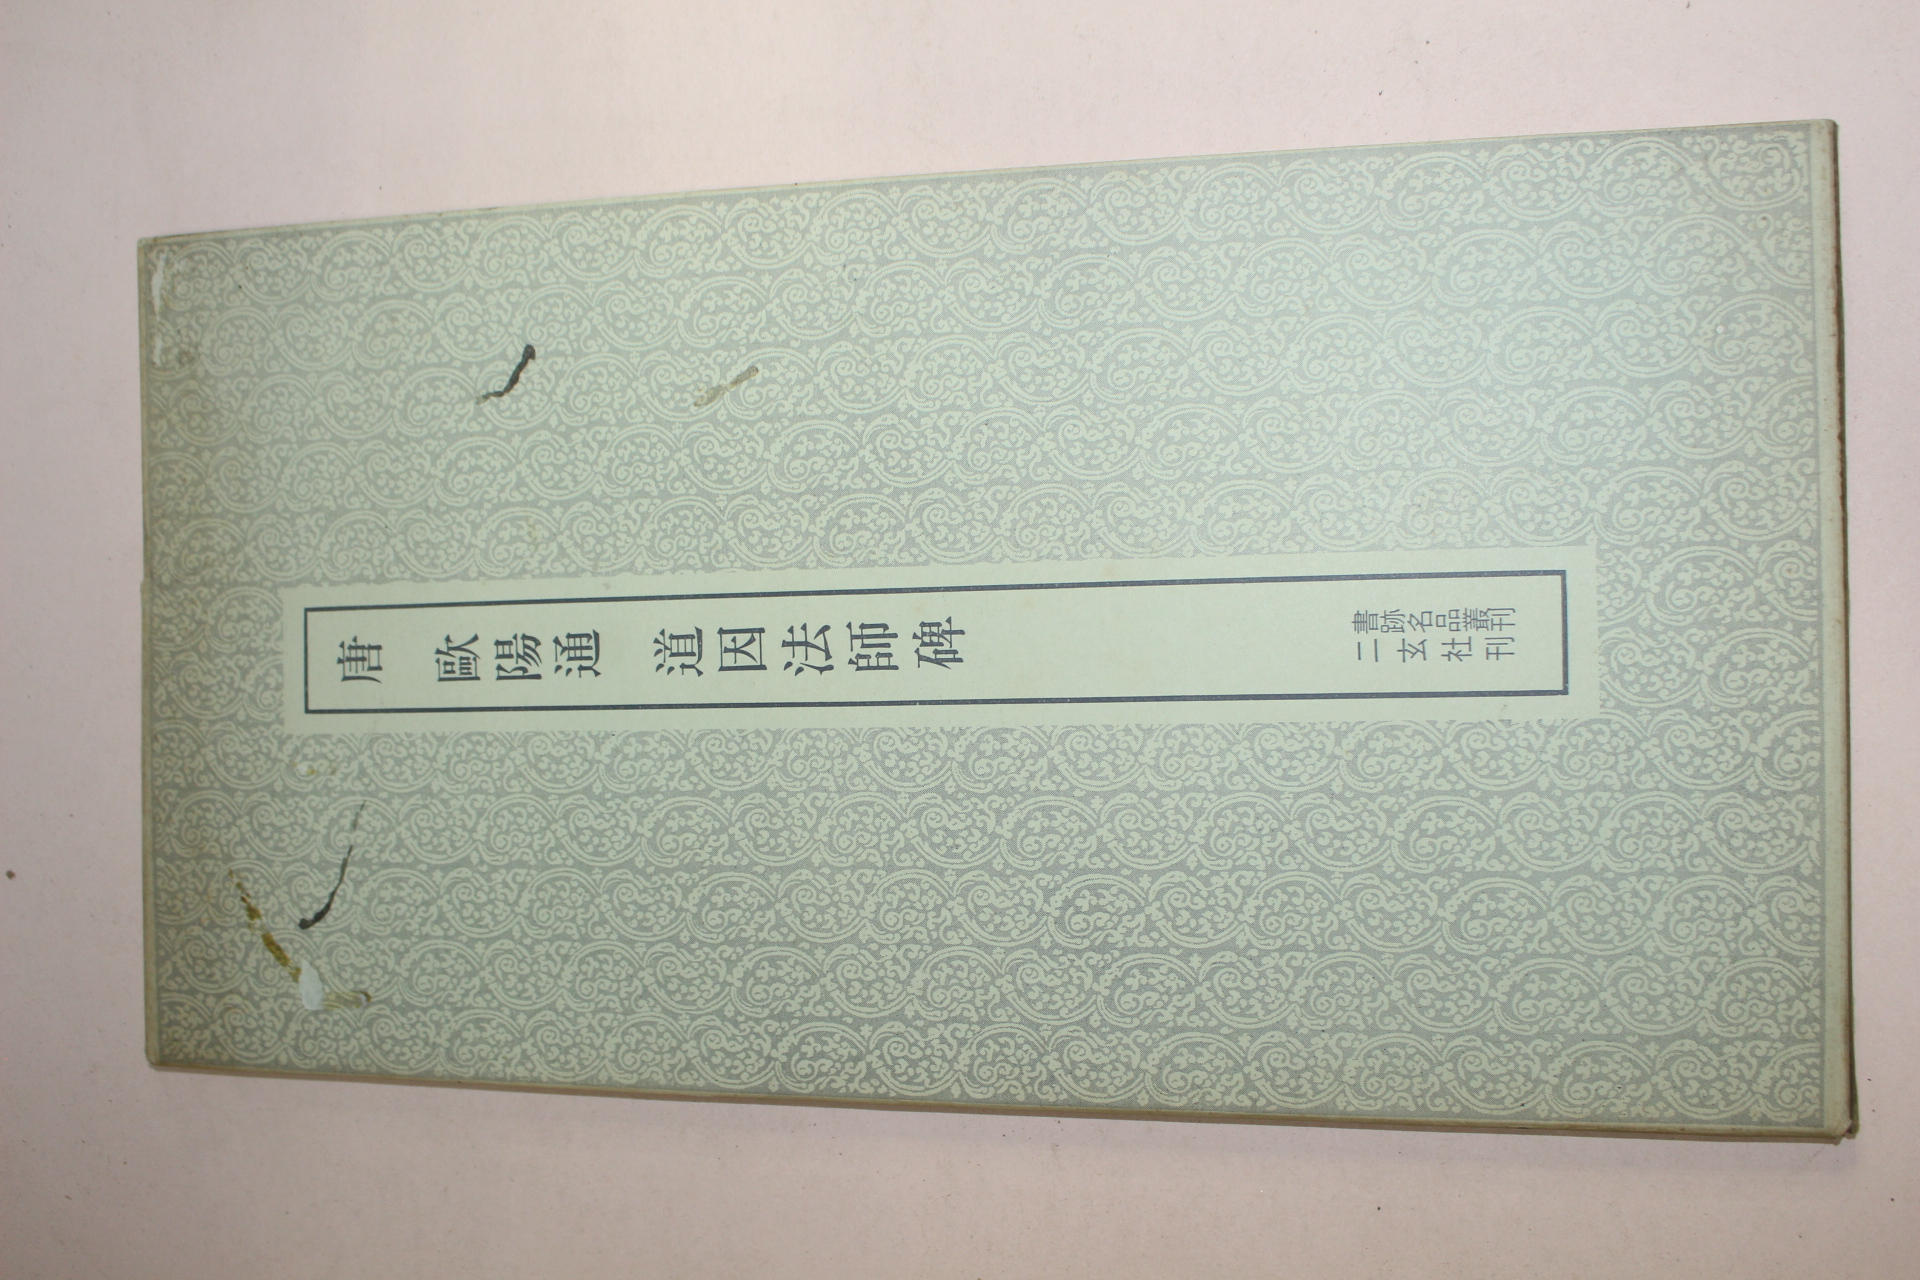 唐 歐陽通 道因法師碑
書跡名品叢刊
二玄社刊